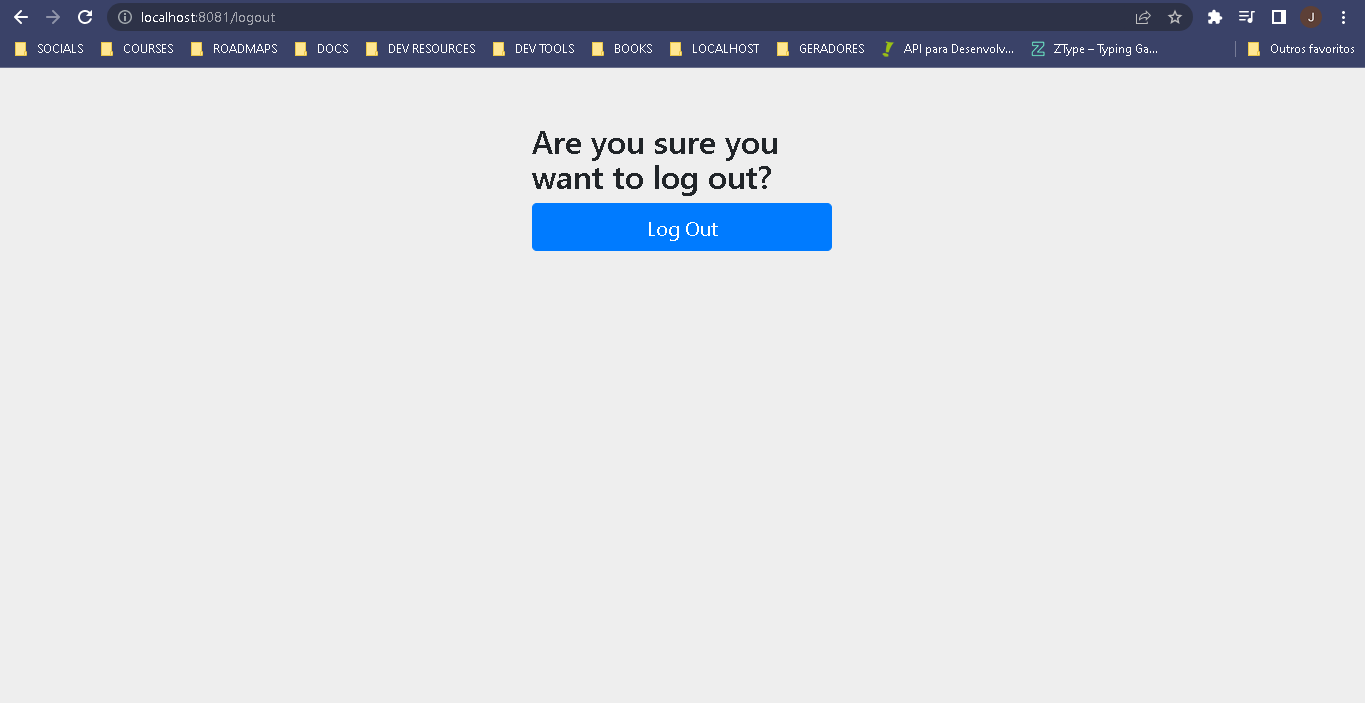 localhost:8081/logout
SOCIALS COURSES ROADMAPS DOCS DEV RESOURCES DEV TOOLS BOOKS LOCALHOST GERADORES API para Desenvolv... ZType – Typing Ga... Outros favoritos
J
Are you sure you
want to log out?
Log Out